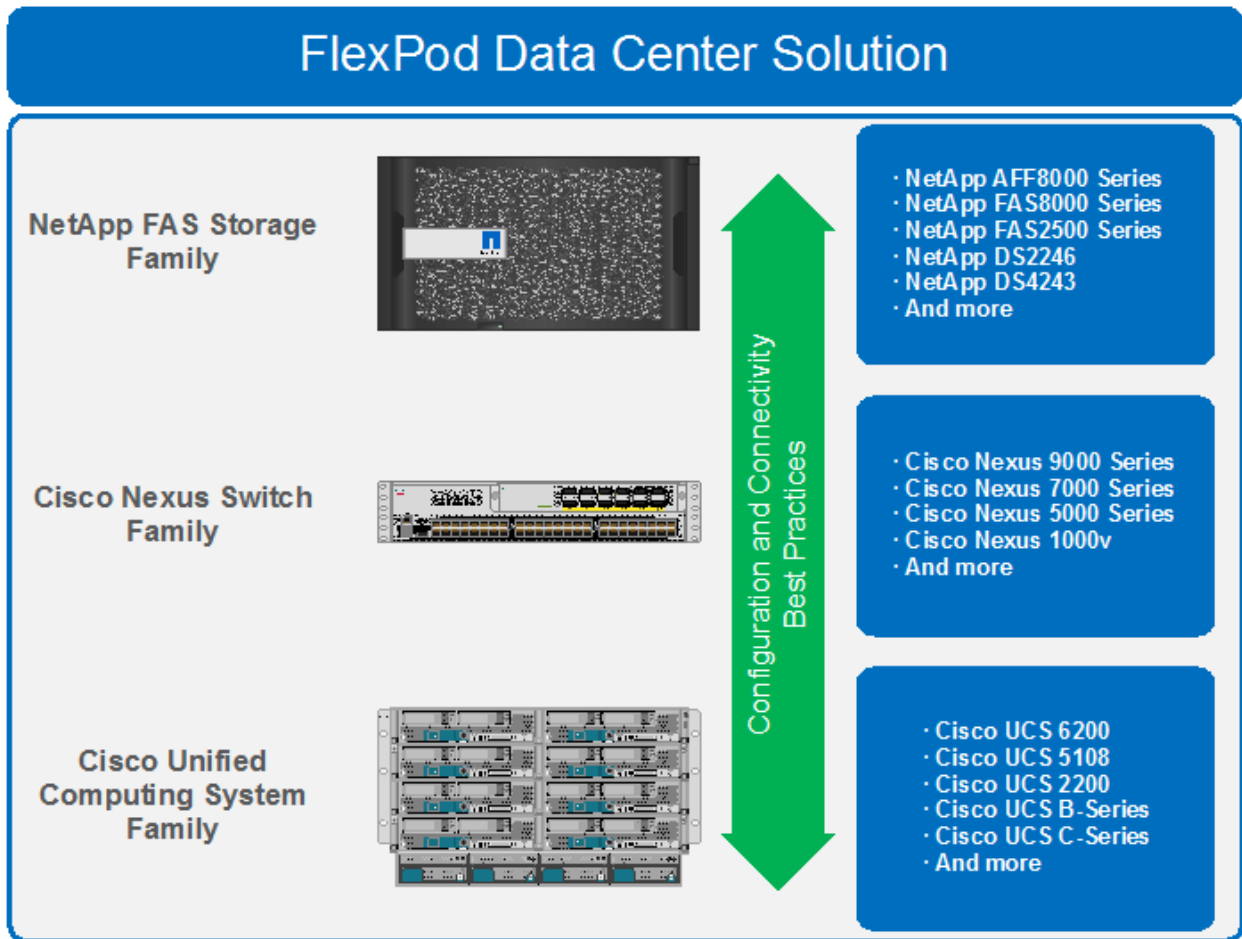 FlexPod Data Center Solution
NetApp FAS Storage
Family
· NetApp AFF8000 Series
· NetApp FAS8000 Series
· NetApp FAS2500 Series
· NetApp DS2246
· NetApp DS4243
· And more
Configuration and Connectivity
Best Practices
Cisco Nexus Switch
Family
· Cisco Nexus 9000 Series
· Cisco Nexus 7000 Series
· Cisco Nexus 5000 Series
· Cisco Nexus 1000v
· And more
Cisco Unified
Computing System
Family
· Cisco UCS 6200
· Cisco UCS 5108
· Cisco UCS 2200
· Cisco UCS B-Series
· Cisco UCS C-Series
· And more